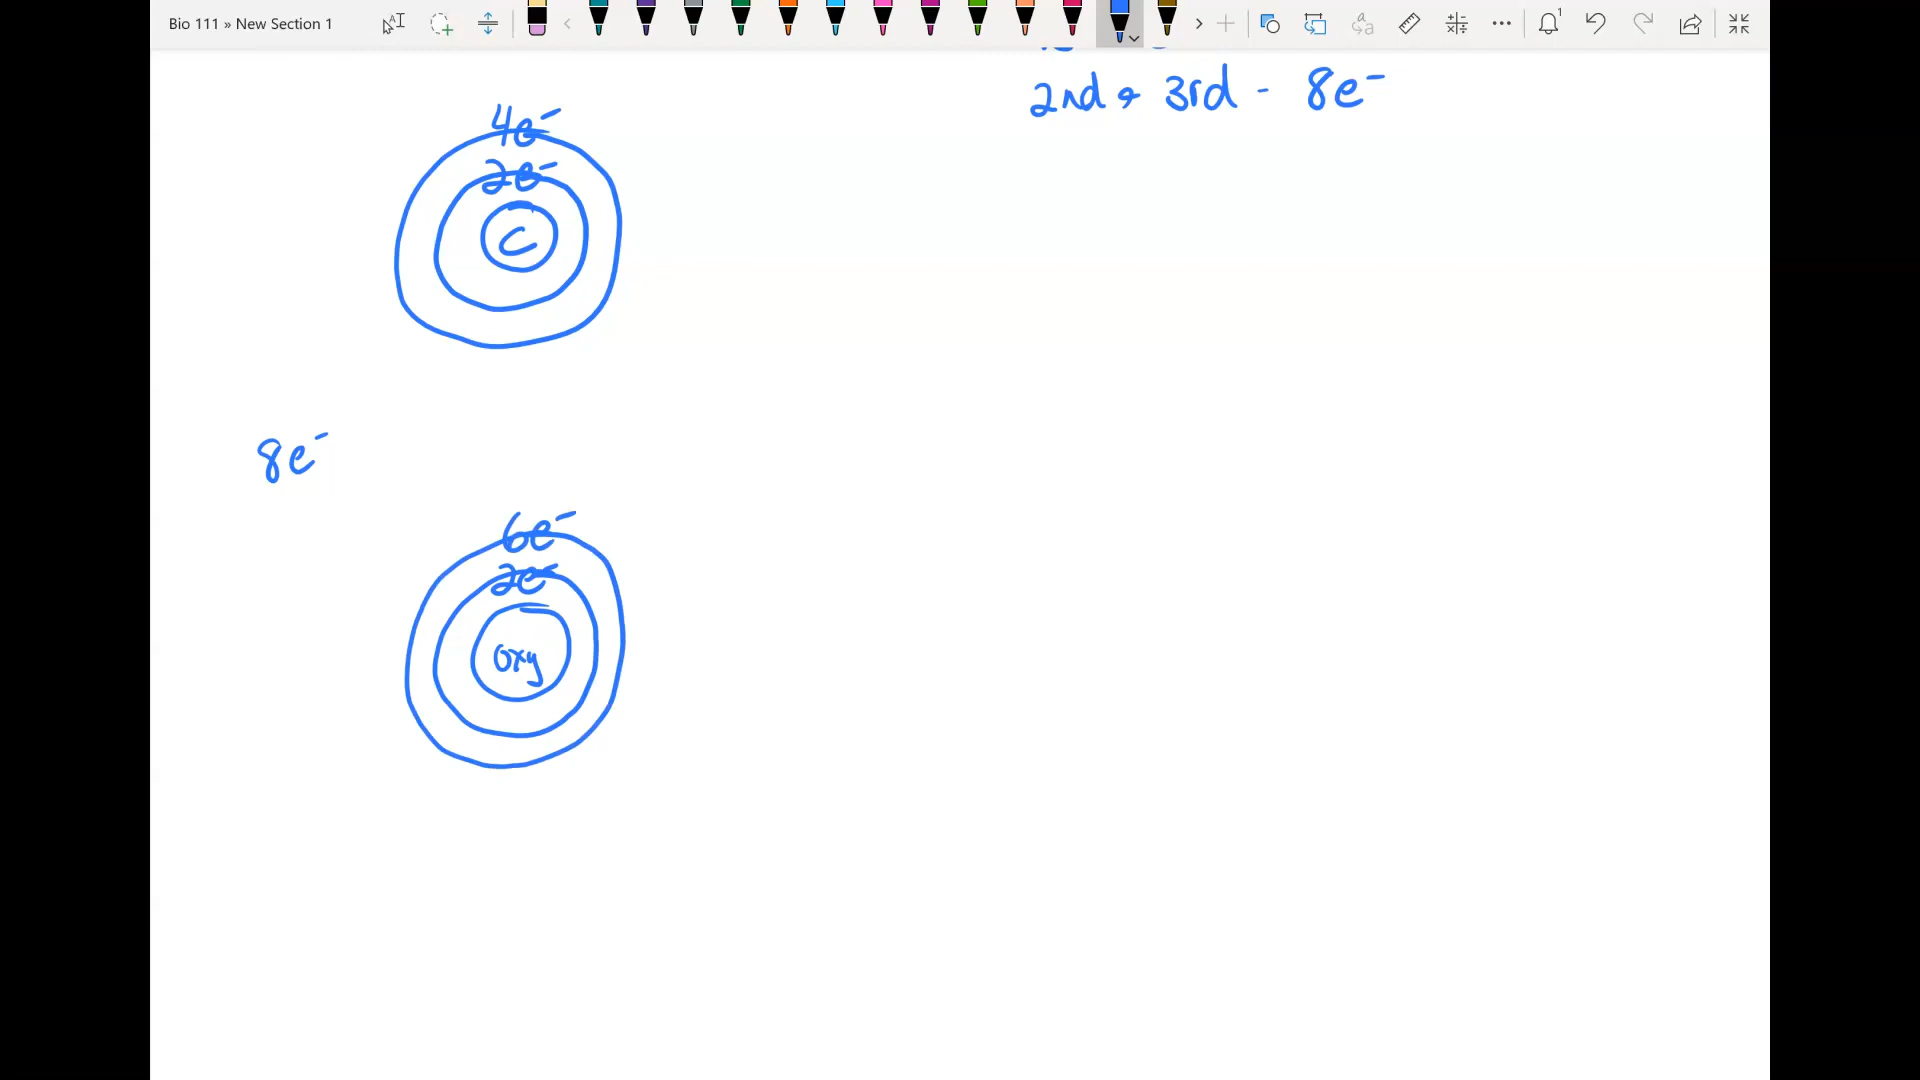 Bio 111 » New Section 1
2nd & 3rd - 8e⁻
4e⁻
2e⁻
C
8e⁻
6e⁻
2e⁻
oxy